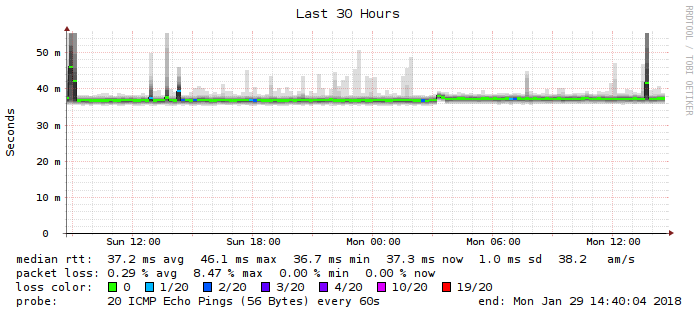 Last 30 Hours
RRDTOOL / TOBI OETIKER
Seconds
50 m
40 m
30 m
20 m
10 m
0
Sun 12:00 Sun 18:00 Mon 00:00 Mon 06:00 Mon 12:00
median rtt: 37.2 ms avg 46.1 ms max 36.7 ms min 37.3 ms now 1.0 ms sd 38.2 am/s
packet loss: 0.29 % avg 8.47 % max 0.00 % min 0.00 % now
loss color: 0 1/20 2/20 3/20 4/20 10/20 19/20
probe: 20 ICMP Echo Pings (56 Bytes) every 60s end: Mon Jan 29 14:40:04 2018